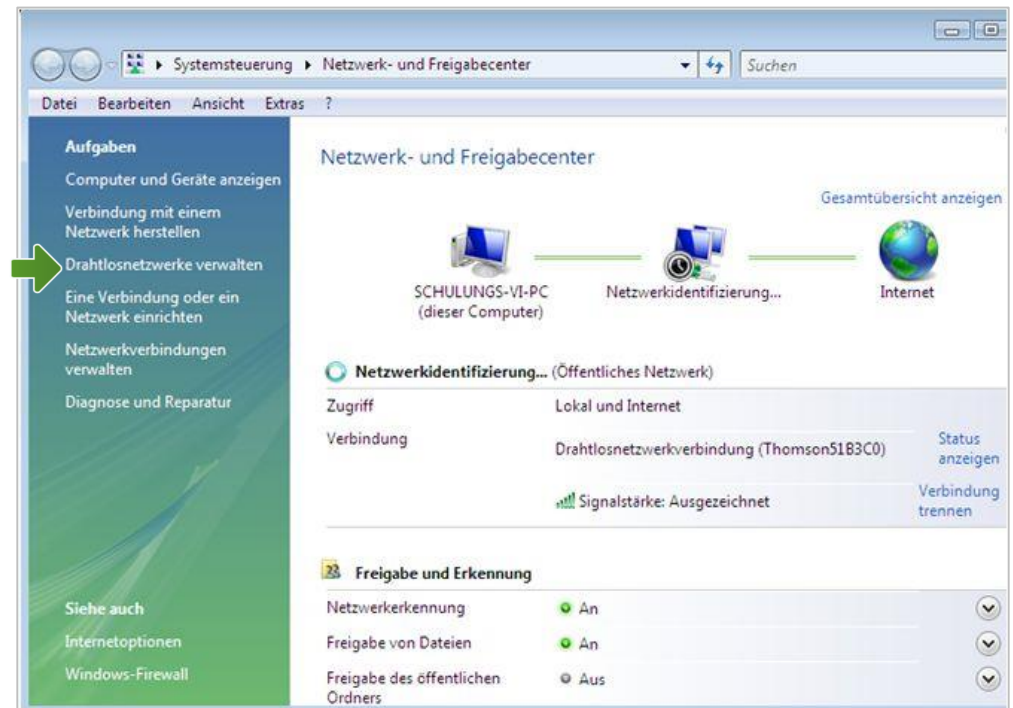 Systemsteuerung ▸ Netzwerk- und Freigabecenter
Suchen
Datei Bearbeiten Ansicht Extras ?
Aufgaben
Computer und Geräte anzeigen
Verbindung mit einem
Netzwerk herstellen
Drahtlosnetzwerke verwalten
Eine Verbindung oder ein
Netzwerk einrichten
Netzwerkverbindungen
verwalten
Diagnose und Reparatur
Siehe auch
Internetoptionen
Windows-Firewall
Netzwerk- und Freigabecenter
Gesamtübersicht anzeigen
SCHULUNGS-VI-PC
(dieser Computer)
Netzwerkidentifizierung...
Internet
Netzwerkidentifizierung... (Öffentliches Netzwerk)
Zugriff Lokal und Internet
Verbindung Drahtlosnetzwerkverbindung (Thomson51B3C0)
Status
anzeigen
Signalstärke: Ausgezeichnet
Verbindung
trennen
Freigabe und Erkennung
Netzwerkerkennung An
Freigabe von Dateien An
Freigabe des öffentlichen
Ordners
Aus